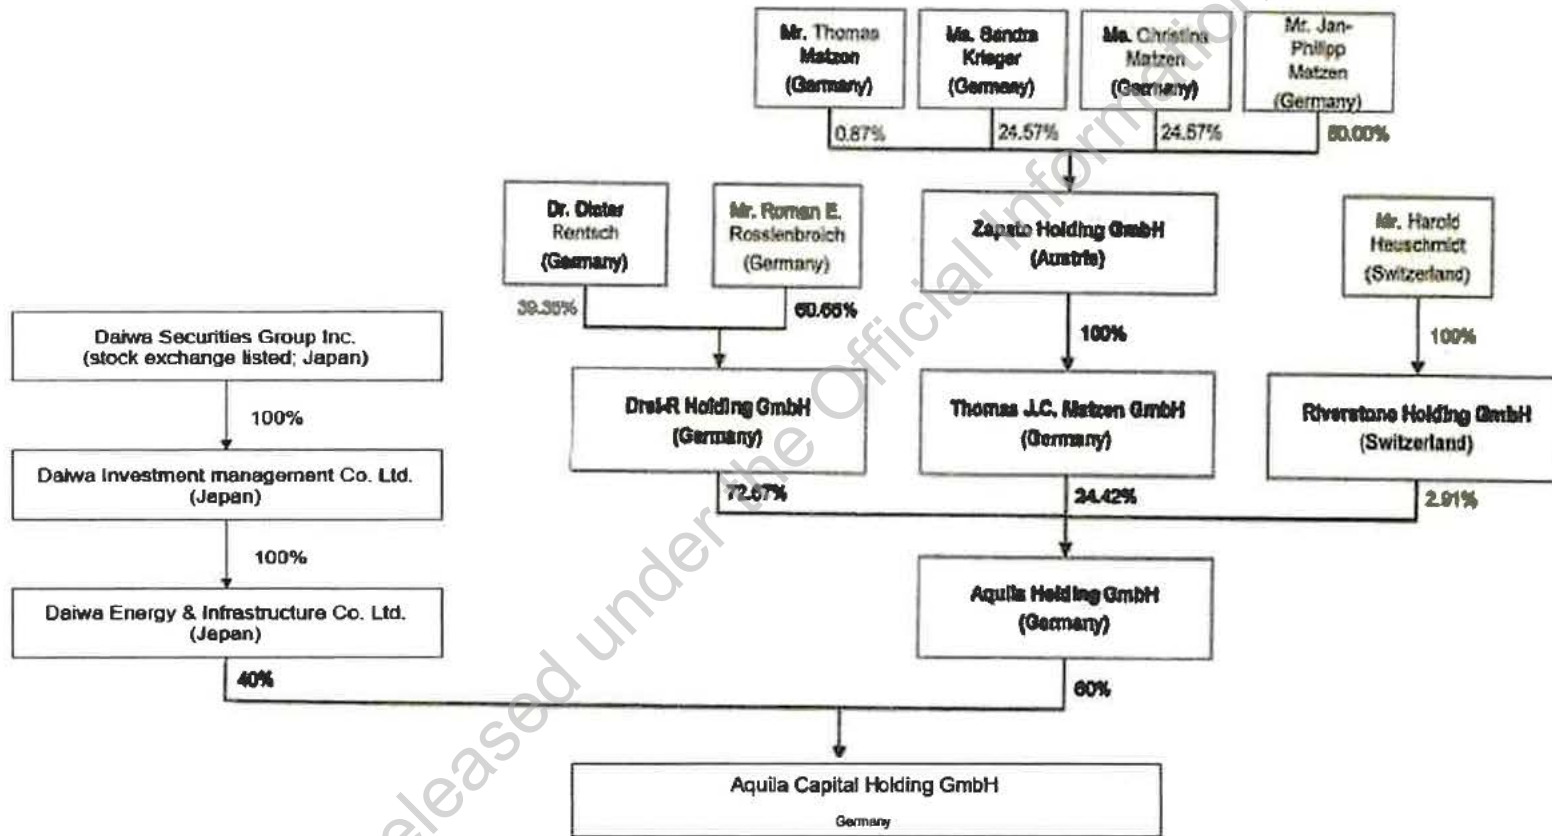 Mr. Thomas
Matzen
(Germany)
Ms. Sandra
Krieger
(Germany)
Ms. Christina
Matzen
(Germany)
Mr. Jan-
Philipp
Matzen
(Germany)
0.87%
24.57%
24.57%
50.00%
Dr. Dieter
Rentsch
(Germany)
Mr. Roman E.
Rosslenbroich
(Germany)
Zapato Holding GmbH
(Austria)
Mr. Harold
Heuschmidt
(Switzerland)
39.35%
60.65%
100%
100%
Daiwa Securities Group Inc.
(stock exchange listed; Japan)
100%
Drei-R Holding GmbH
(Germany)
Thomas J.C. Matzen GmbH
(Germany)
Riverstone Holding GmbH
(Switzerland)
Daiwa Investment management Co. Ltd.
(Japan)
72.67%
24.42%
2.91%
100%
Daiwa Energy & Infrastructure Co. Ltd.
(Japan)
Aquila Holding GmbH
(Germany)
40%
60%
Aquila Capital Holding GmbH
Germany
eleased under the Official Information